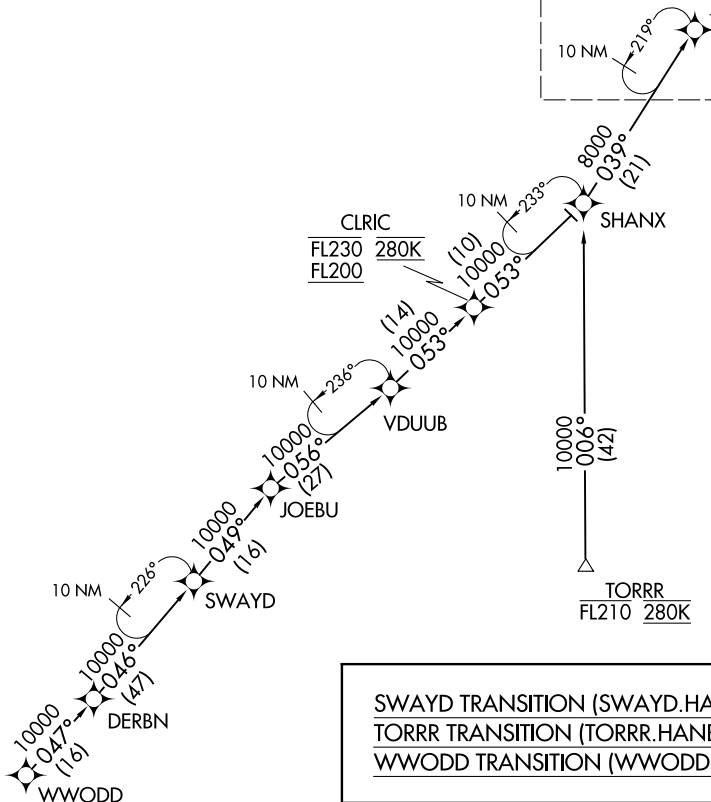 219°
10 NM
8000
039°
(21)
10 NM
233°
SHANX
CLRIC
FL230 280K
FL200
(10)
10000
053°
(14)
10000
053°
10 NM
236°
VDUUB
10000
056°
(27)
JOEBU
10000
006°
(42)
10000
049°
(16)
10 NM
226°
SWAYD
TORRR
FL210 280K
10000
046°
(47)
DERBN
10000
047°
(16)
WWODD
SWAYD TRANSITION (SWAYD.HA
TORRR TRANSITION (TORRR.HAN
WWODD TRANSITION (WWODD